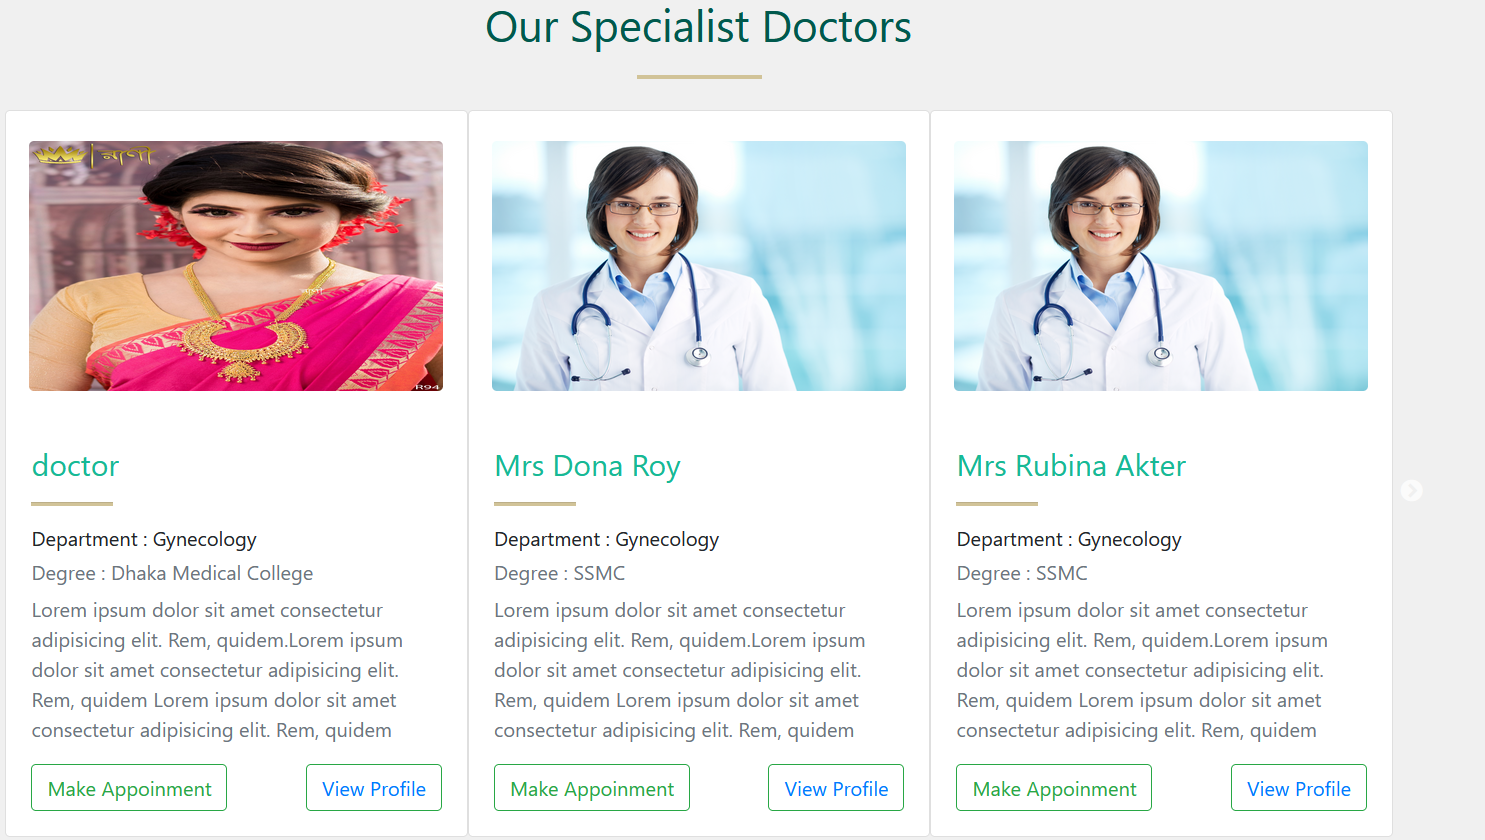 Our Specialist Doctors
রাণী
R94
doctor
Department : Gynecology
Degree : Dhaka Medical College
Lorem ipsum dolor sit amet consectetur
adipisicing elit. Rem, quidem.Lorem ipsum
dolor sit amet consectetur adipisicing elit.
Rem, quidem Lorem ipsum dolor sit amet
consectetur adipisicing elit. Rem, quidem
Make Appoinment
View Profile
Mrs Dona Roy
Department : Gynecology
Degree : SSMC
Lorem ipsum dolor sit amet consectetur
adipisicing elit. Rem, quidem.Lorem ipsum
dolor sit amet consectetur adipisicing elit.
Rem, quidem Lorem ipsum dolor sit amet
consectetur adipisicing elit. Rem, quidem
Make Appoinment
View Profile
Mrs Rubina Akter
Department : Gynecology
Degree : SSMC
Lorem ipsum dolor sit amet consectetur
adipisicing elit. Rem, quidem.Lorem ipsum
dolor sit amet consectetur adipisicing elit.
Rem, quidem Lorem ipsum dolor sit amet
consectetur adipisicing elit. Rem, quidem
Make Appoinment
View Profile